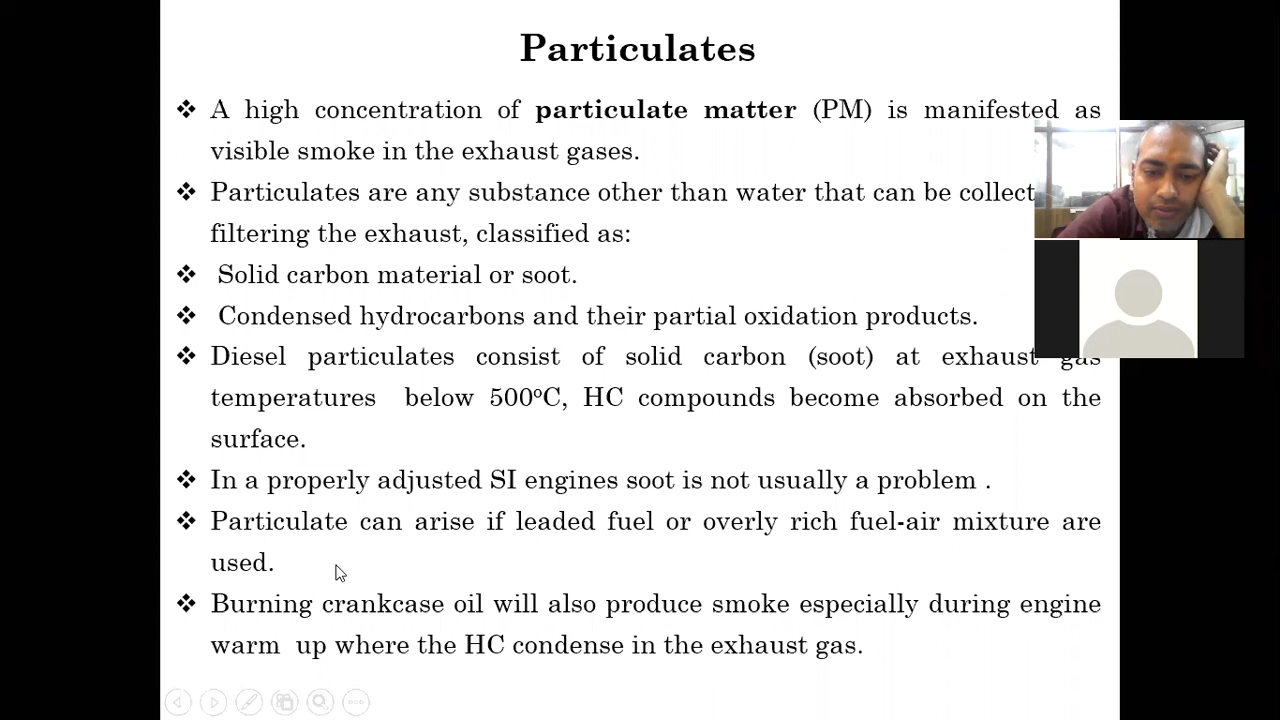 Particulates
❖ A high concentration of particulate matter (PM) is manifested as
visible smoke in the exhaust gases.
❖ Particulates are any substance other than water that can be collect
filtering the exhaust, classified as:
❖ Solid carbon material or soot.
❖ Condensed hydrocarbons and their partial oxidation products.
❖ Diesel particulates consist of solid carbon (soot) at exhaust gas
temperatures below 500°C, HC compounds become absorbed on the
surface.
❖ In a properly adjusted SI engines soot is not usually a problem .
❖ Particulate can arise if leaded fuel or overly rich fuel-air mixture are
used.
❖ Burning crankcase oil will also produce smoke especially during engine
warm up where the HC condense in the exhaust gas.